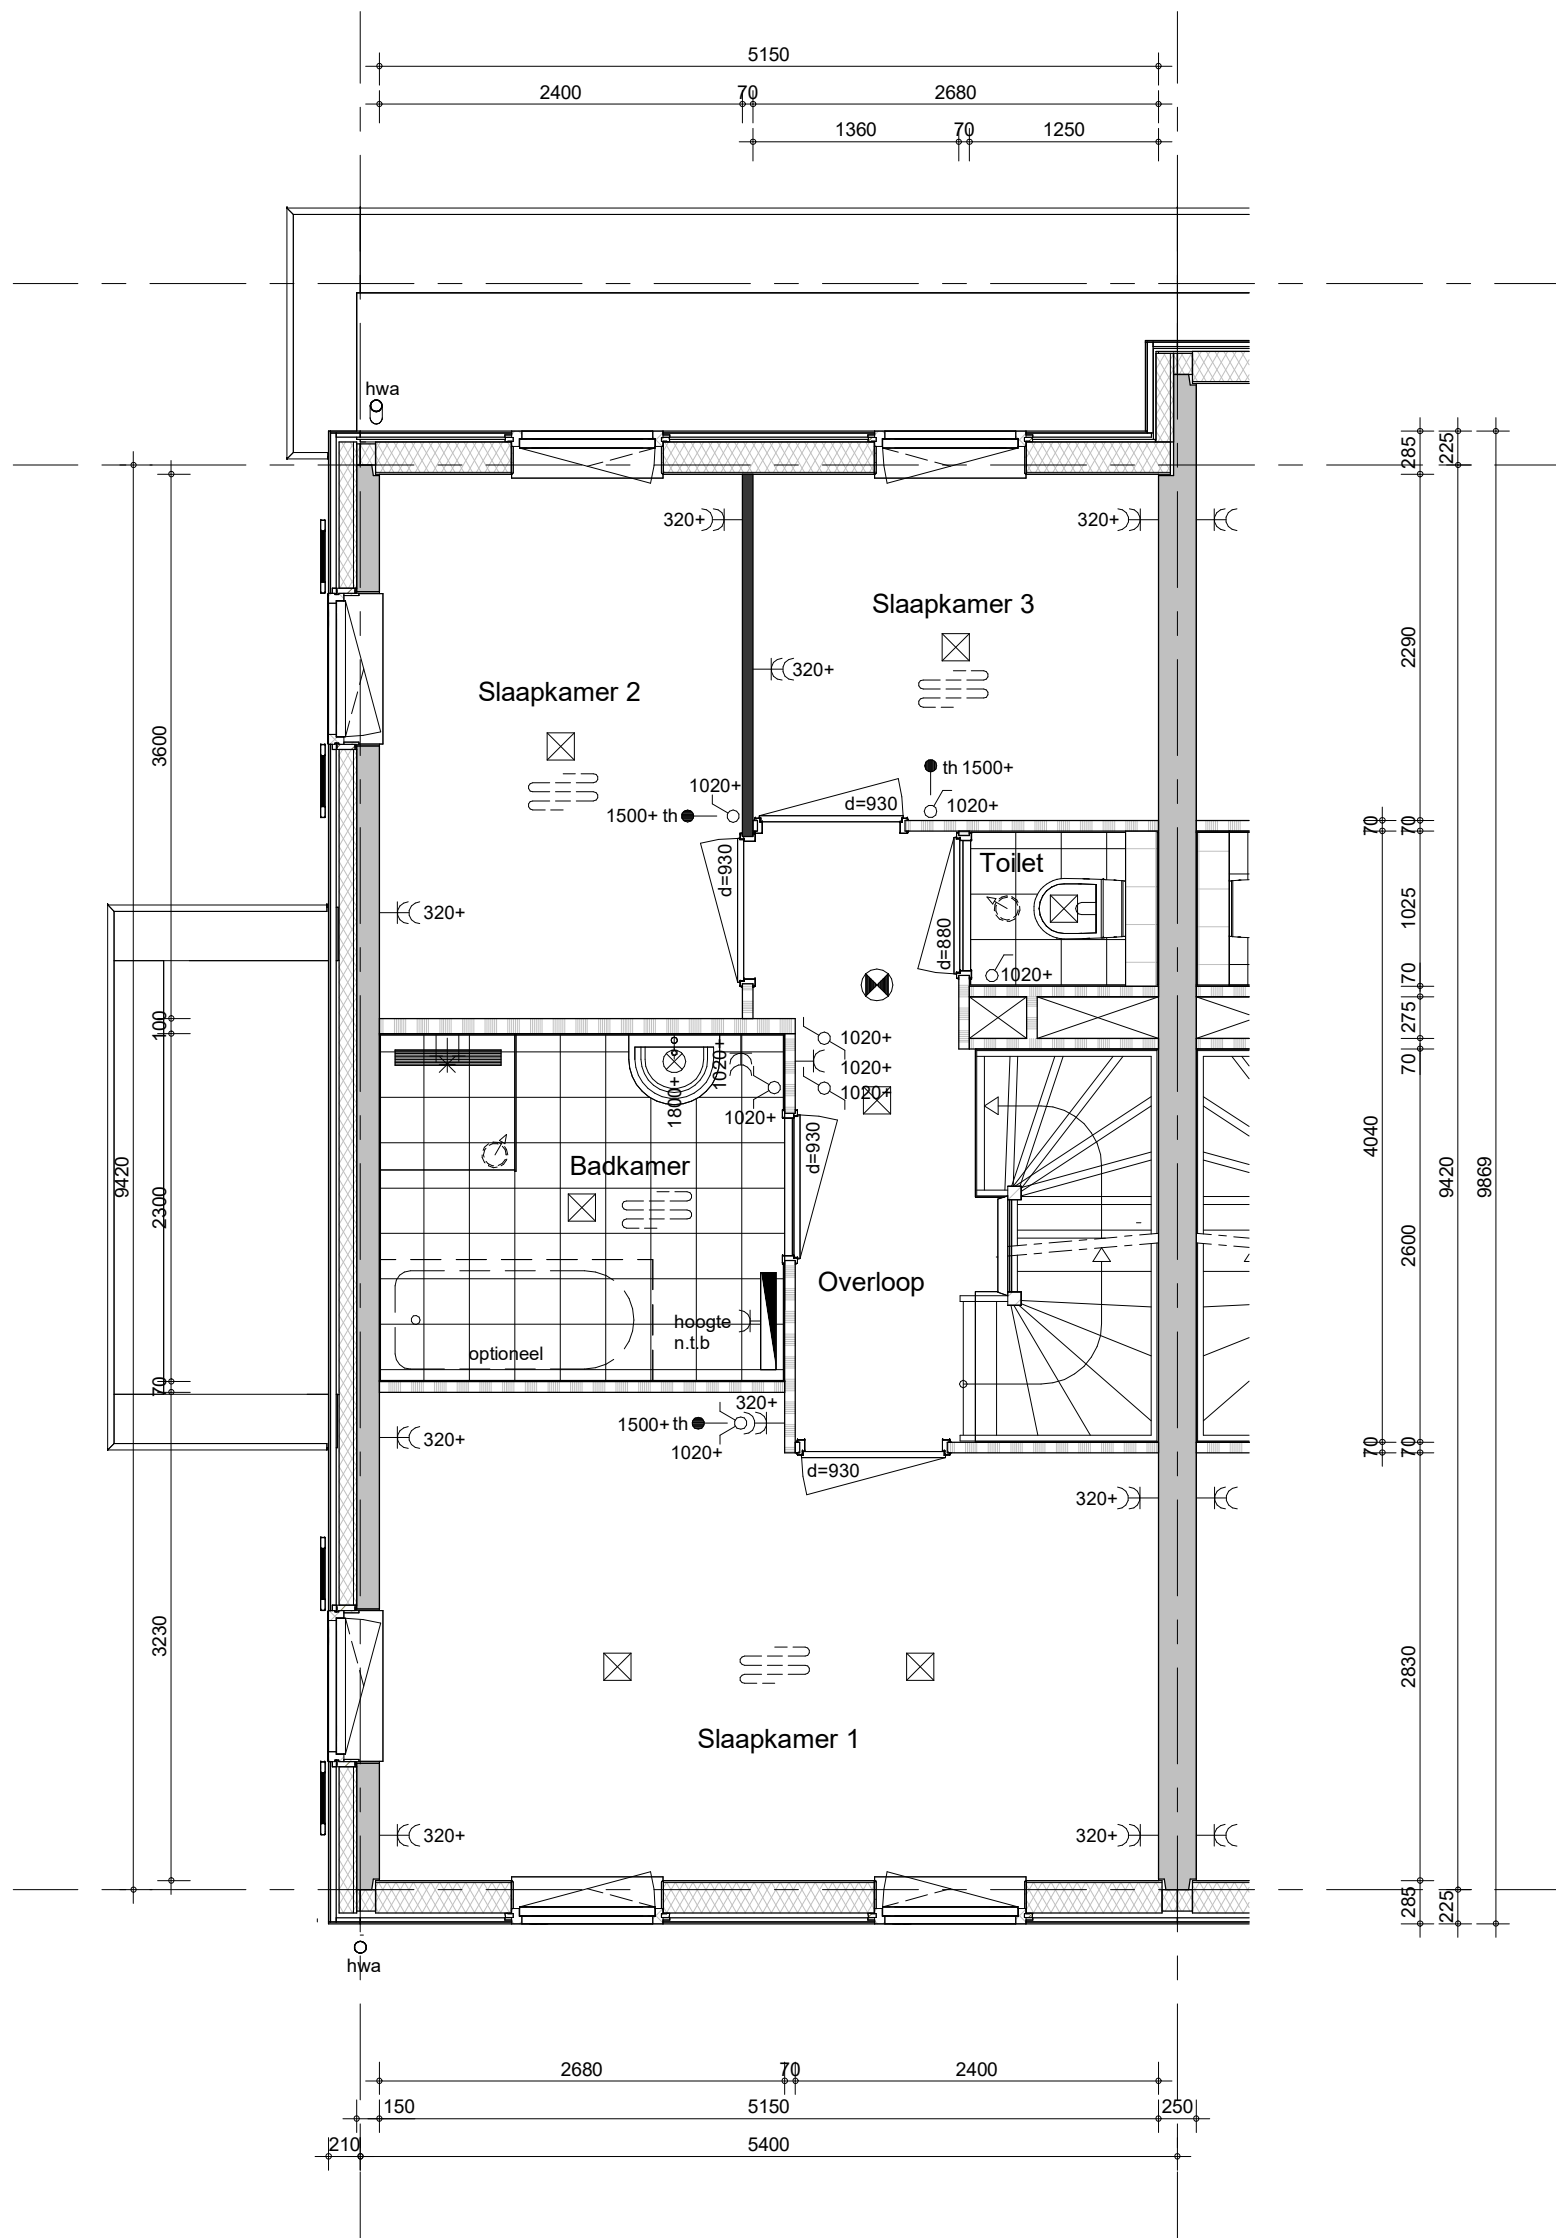 5150
2400 70 2680
1360 70 1250
hwa
285 225
320+ 320+
Slaapkamer 3
2290
320+
Slaapkamer 2
3600
th 1500+
1020+
1020+
d=930
1500+ th
70 70
Toilet
d=930
320+
1025
d=880
1020+
70
275
100
1020+
1020+
1020+
1020+
1020+
1800+
70
d=930
Badkamer
4040
9420
2300
9420
9869
2600
Overloop
hoogte
n.t.b
optioneel
70
320+
1500+ th
1020+
320+
70 70
d=930
320+
3230
2830
Slaapkamer 1
320+ 320+
285 225
hwa
2680 70 2400
150 5150 250
210 5400